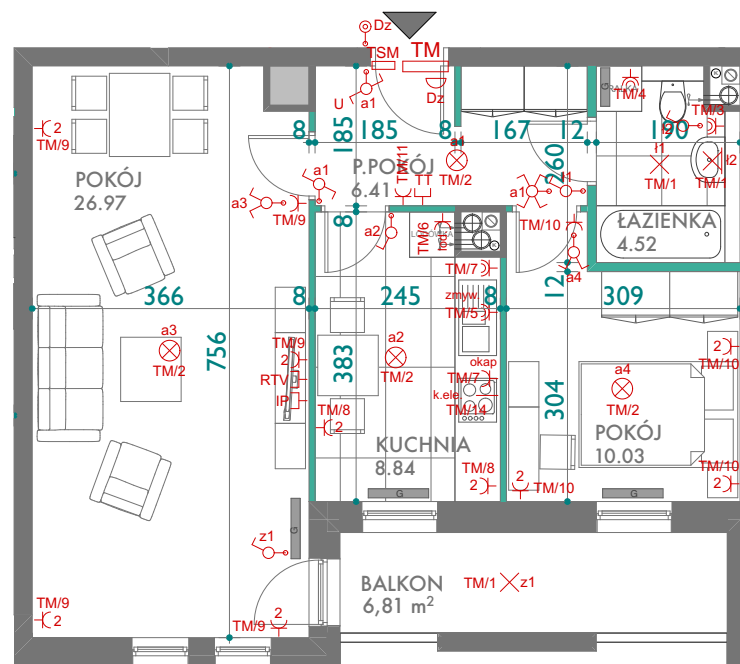 Dz
TSM
TM
U
a1
Dz
8
185
185
8
a4
TM/2
167
12
190
260
G
TM/4
TM/3
ł2
ł1
TM/1
ł2
TM/1
2
TM/9
POKÓJ
26.97
a1
a3
TM/9
P.POKÓJ
6.41
TM/11
TT
a1
ł1
TM/10
ŁAZIENKA
4.52
8
a2
TM/6
lod.
a4
12
TM/7
zmyw.
TM/5
366
8
245
8
309
756
a3
TM/2
TM/9
2
RTV
IP
383
a2
TM/2
okap
TM/7
k.ele.
TM/14
304
a4
TM/2
2
TM/10
TM/8
2
KUCHNIA
8.84
TM/8
2
POKÓJ
10.03
TM/10
2
2
TM/10
G
G
G
z1
BALKON
6,81 m²
TM/1
z1
TM/9
2
TM/9
2